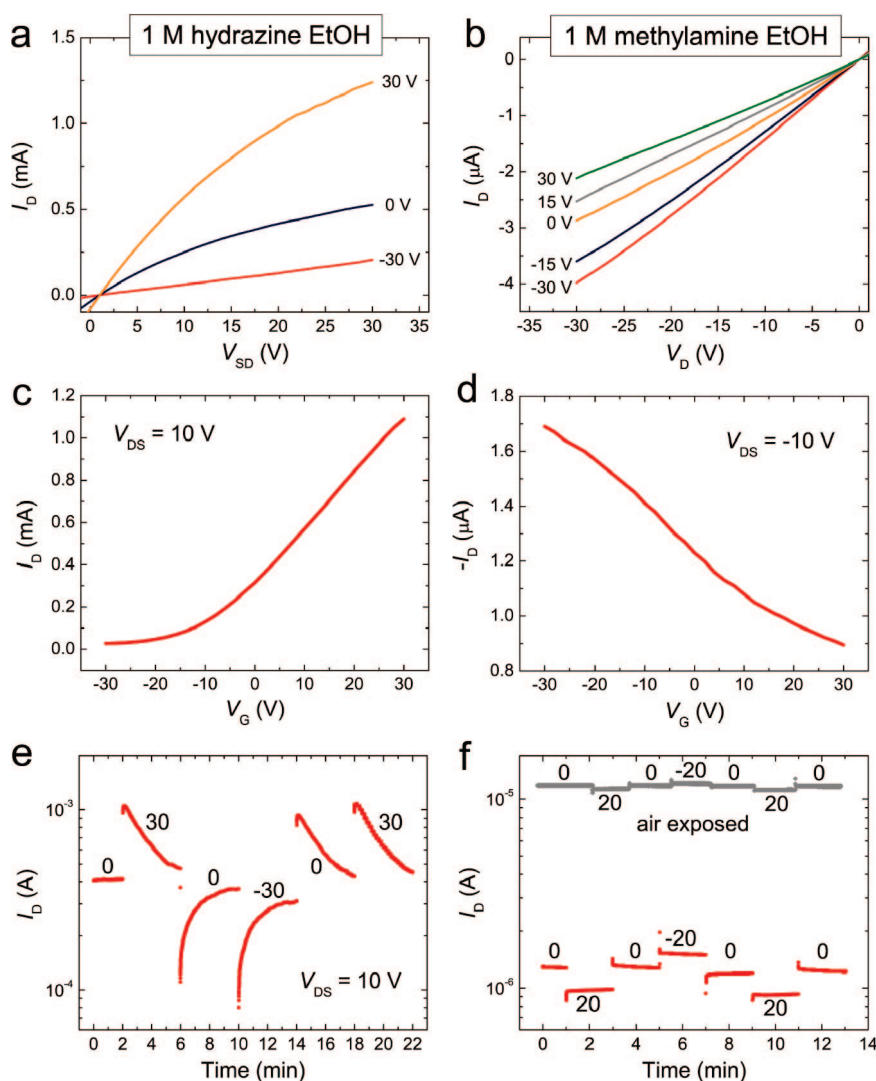 a
1 M hydrazine EtOH
1.5
1.0
0.5
0.0
I_D (mA)
30 V
0 V
-30 V
0 5 10 15 20 25 30 35
V_SD (V)
b
1 M methylamine EtOH
0
-1
-2
-3
-4
I_D (μA)
30 V
15 V
0 V
-15 V
-30 V
-35 -30 -25 -20 -15 -10 -5 0
V_D (V)
c
V_DS = 10 V
1.2
1.0
0.8
0.6
0.4
0.2
0.0
I_D (mA)
-30 -20 -10 0 10 20 30
V_G (V)
d
V_DS = -10 V
1.8
1.6
1.4
1.2
1.0
0.8
-I_D (μA)
-30 -20 -10 0 10 20 30
V_G (V)
e
10⁻³
10⁻⁴
I_D (A)
0
30
0
-30
0
30
V_DS = 10 V
0 2 4 6 8 10 12 14 16 18 20 22
Time (min)
f
10⁻⁵
10⁻⁶
I_D (A)
0 20 0 -20 0 20 0
air exposed
0 20 0 -20 0 20 0
0 2 4 6 8 10 12 14
Time (min)